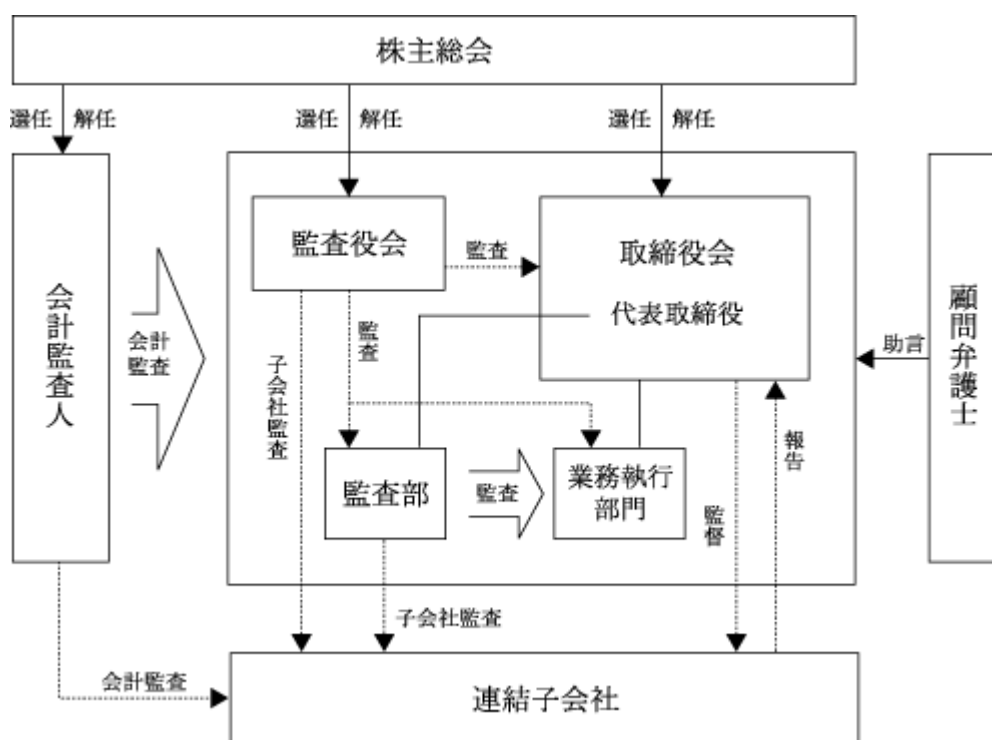 株主総会
選任 解任
選任 解任
選任 解任
会計監査人
会計
監査
監査役会
監査
取締役会
代表取締役
顧問弁護士
助言
監査
子会社監査
監査部
監査
業務執行
部門
監督
報告
子会社監査
会計監査
連結子会社